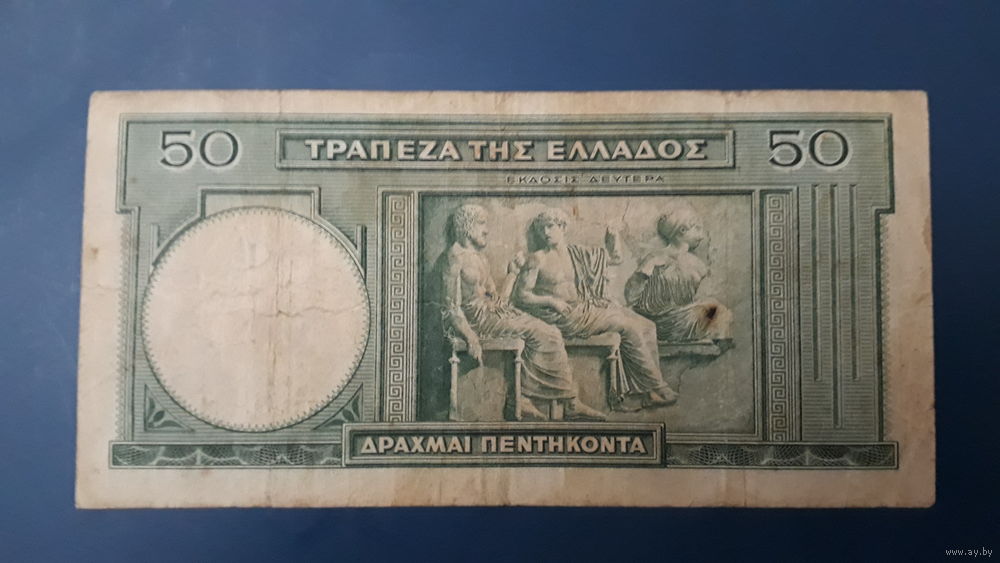 50 ΤΡΑΠΕΖΑ ΤΗΣ ΕΛΛΑΔΟΣ 50
ΕΚΔΟΣΙΣ ΔΕΥΤΕΡΑ
ΔΡΑΧΜΑΙ ΠΕΝΤΗΚΟΝΤΑ
www.ay.by